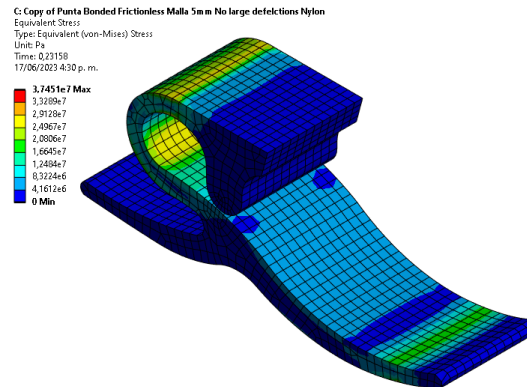 C: Copy of Punta Bonded Frictionless Malla 5mm No large defelctions Nylon
Equivalent Stress
Type: Equivalent (von-Mises) Stress
Unit: Pa
Time: 0,23158
17/06/2023 4:30 p. m.
3,7451e7 Max
3,3289e7
2,9128e7
2,4967e7
2,0806e7
1,6645e7
1,2484e7
8,3224e6
4,1612e6
0 Min